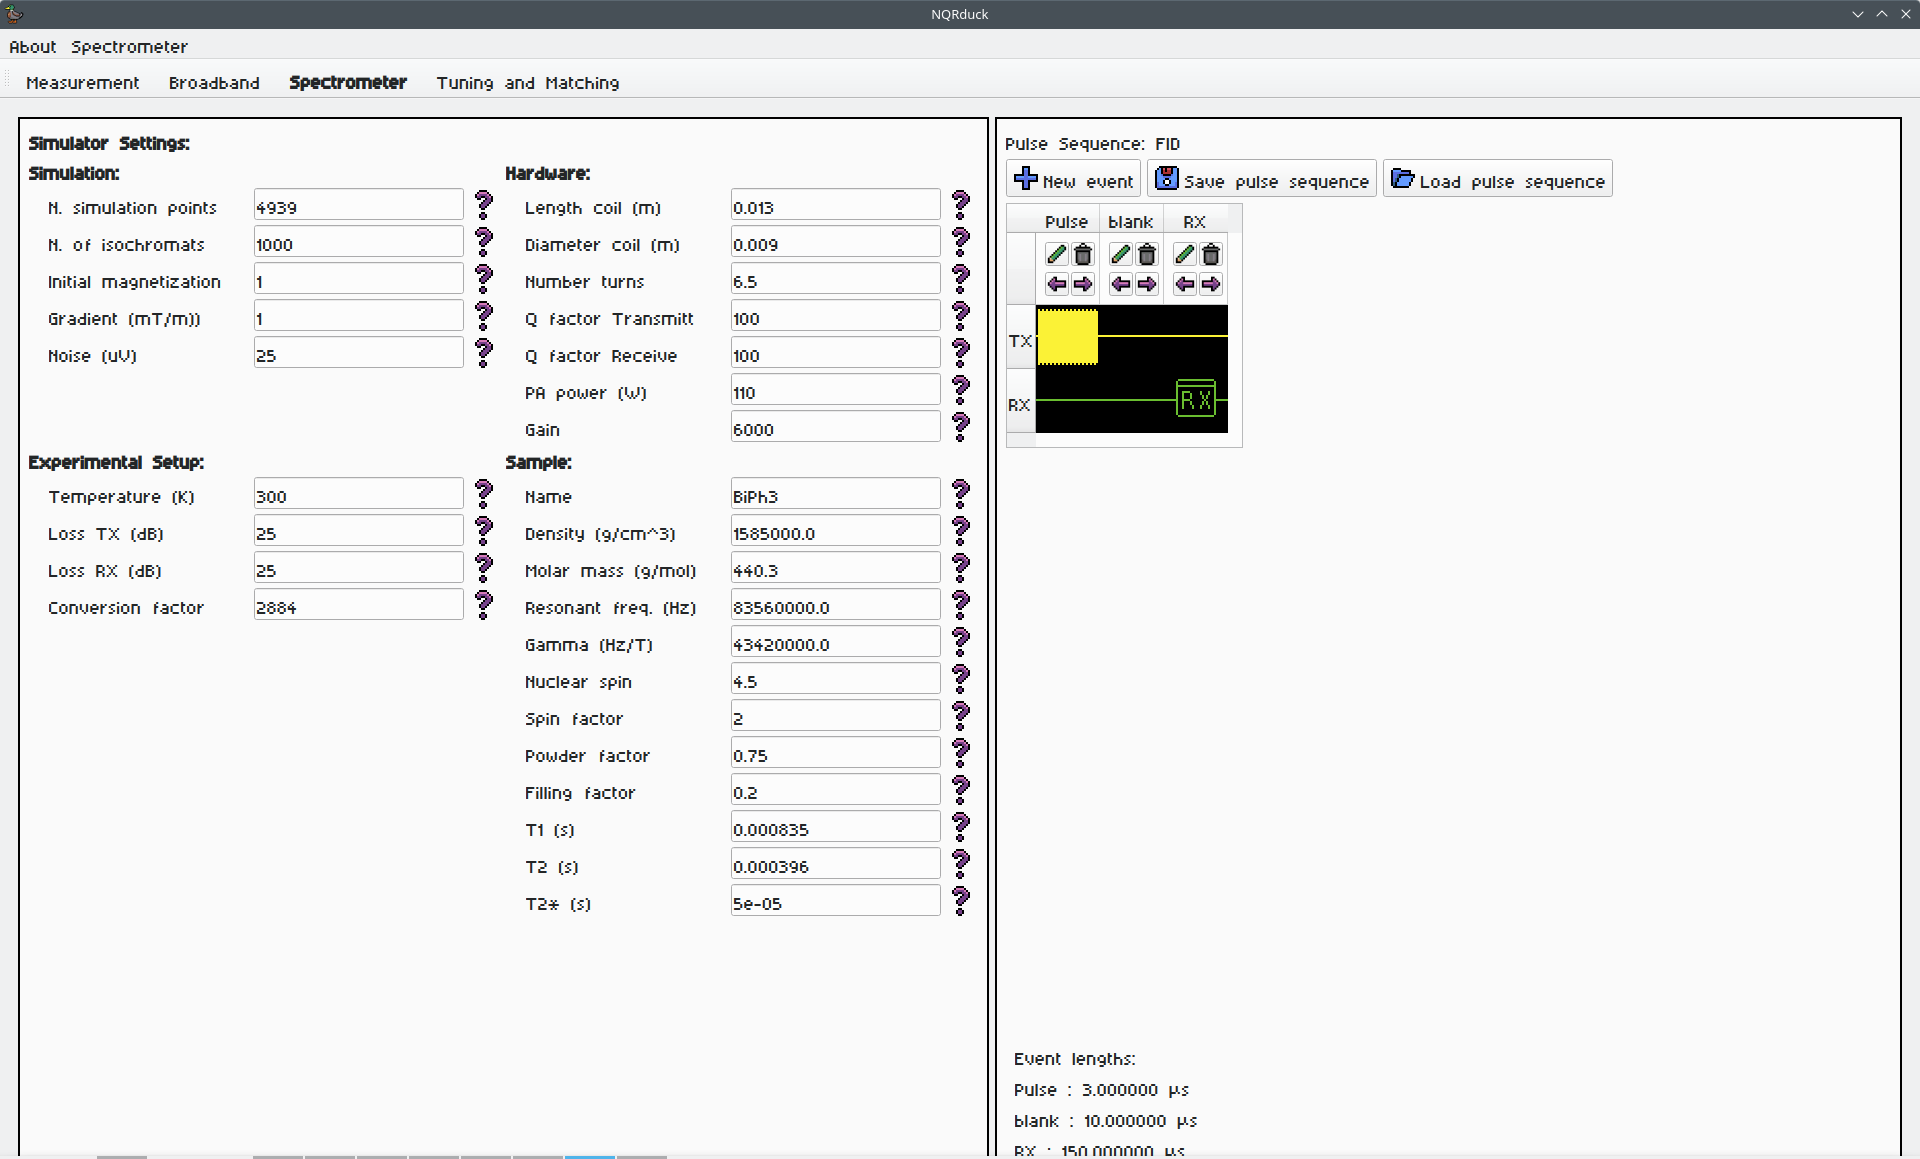 NQRduck
About Spectrometer
Measurement Broadband Spectrometer Tuning and Matching
Simulator Settings:
Simulation:
N. simulation points 4939
N. of isochromats 1000
Initial magnetization 1
Gradient (mT/m)) 1
Noise (uV) 25
Hardware:
Length coil (m) 0.013
Diameter coil (m) 0.009
Number turns 6.5
Q factor Transmitt 100
Q factor Receive 100
PA power (W) 110
Gain 6000
Experimental Setup:
Temperature (K) 300
Loss TX (dB) 25
Loss RX (dB) 25
Conversion factor 2884
Sample:
Name BiPh3
Density (g/cm^3) 1585000.0
Molar mass (g/mol) 440.3
Resonant freq. (Hz) 83560000.0
Gamma (Hz/T) 43420000.0
Nuclear spin 4.5
Spin factor 2
Powder factor 0.75
Filling factor 0.2
T1 (s) 0.000835
T2 (s) 0.000396
T2* (s) 5e-05
Pulse Sequence: FID
New event Save pulse sequence Load pulse sequence
Pulse blank RX
TX
RX RX
Event lengths:
Pulse : 3.000000 µs
blank : 10.000000 µs
RX : 150.000000 µs